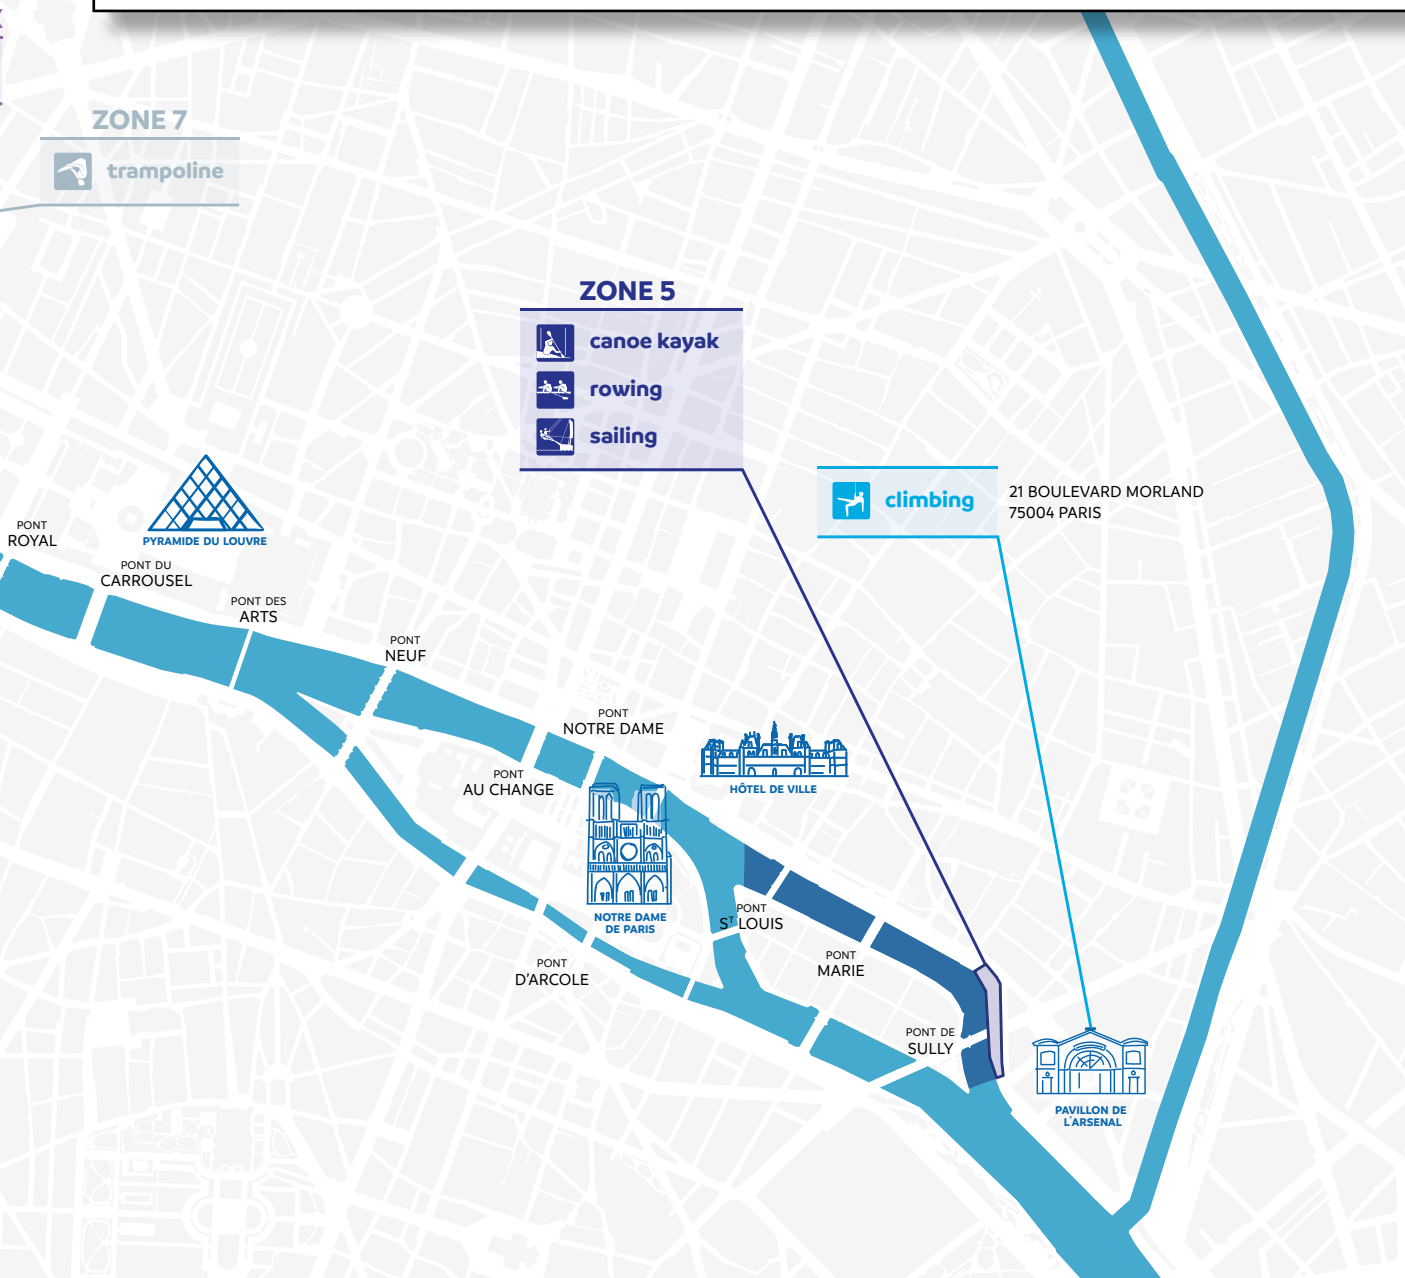 ZONE 7
trampoline
ZONE 5
canoe kayak
rowing
sailing
climbing
21 BOULEVARD MORLAND
75004 PARIS
PYRAMIDE DU LOUVRE
PONT
ROYAL
PONT DU
CARROUSEL
PONT DES
ARTS
PONT
NEUF
PONT
NOTRE DAME
PONT
AU CHANGE
HÔTEL DE VILLE
NOTRE DAME
DE PARIS
PONT
ST LOUIS
PONT
MARIE
PONT
D'ARCOLE
PONT DE
SULLY
PAVILLON DE
L'ARSENAL